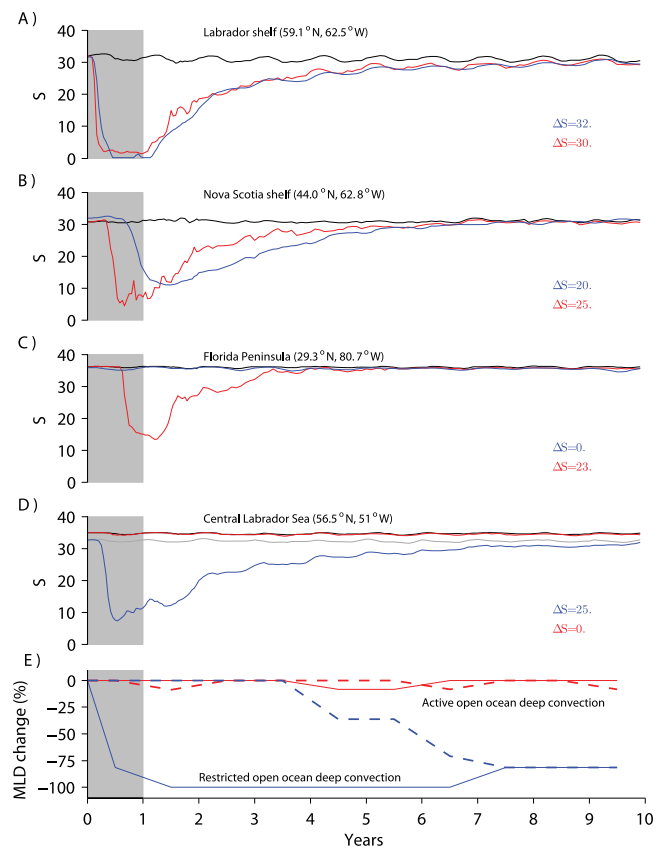 A )
Labrador shelf (59.1°N, 62.5°W)
40
30
20
10
0
S
ΔS=32.
ΔS=30.
B )
Nova Scotia shelf (44.0°N, 62.8°W)
40
30
20
10
0
S
ΔS=20.
ΔS=25.
C )
Florida Peninsula (29.3°N, 80.7°W)
40
30
20
10
0
S
ΔS=0.
ΔS=23.
D )
Central Labrador Sea (56.5°N, 51°W)
40
30
20
10
0
S
ΔS=25.
ΔS=0.
E )
0
−25
−50
−75
−100
MLD change (%)
Active open ocean deep convection
Restricted open ocean deep convection
0 1 2 3 4 5 6 7 8 9 10
Years